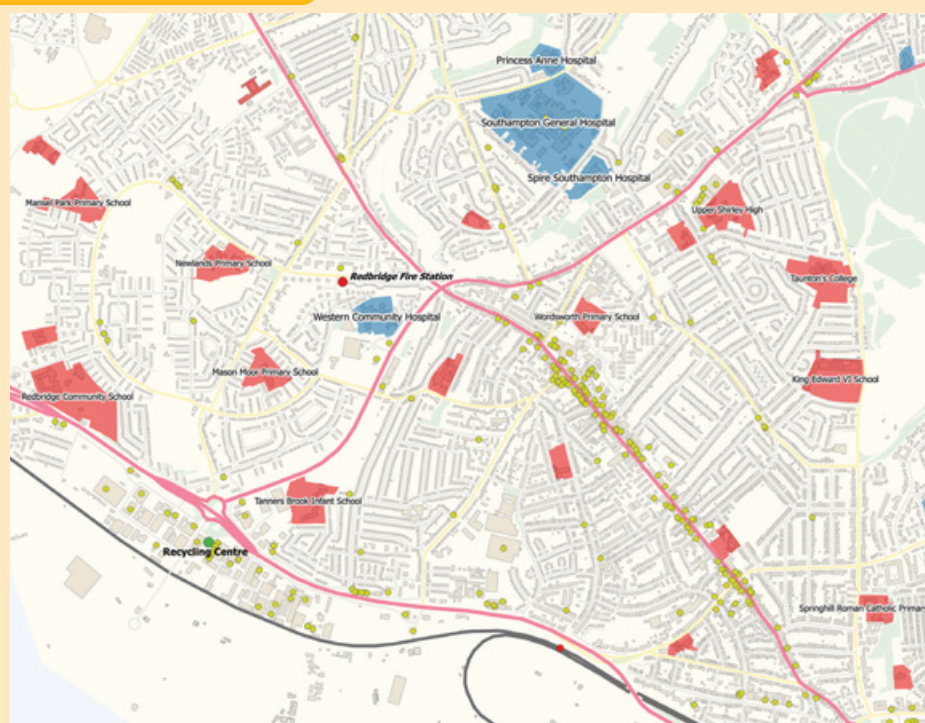 Princess Anne Hospital
Southampton General Hospital
Spire Southampton Hospital
Mansel Park Primary School
Upper Shirley High
Newlands Primary School
Redbridge Fire Station
Taunton's College
Western Community Hospital
Wordsworth Primary School
Mason Moor Primary School
King Edward VI School
Redbridge Community School
Tanners Brook Infant School
Recycling Centre
Springhill Roman Catholic Primary